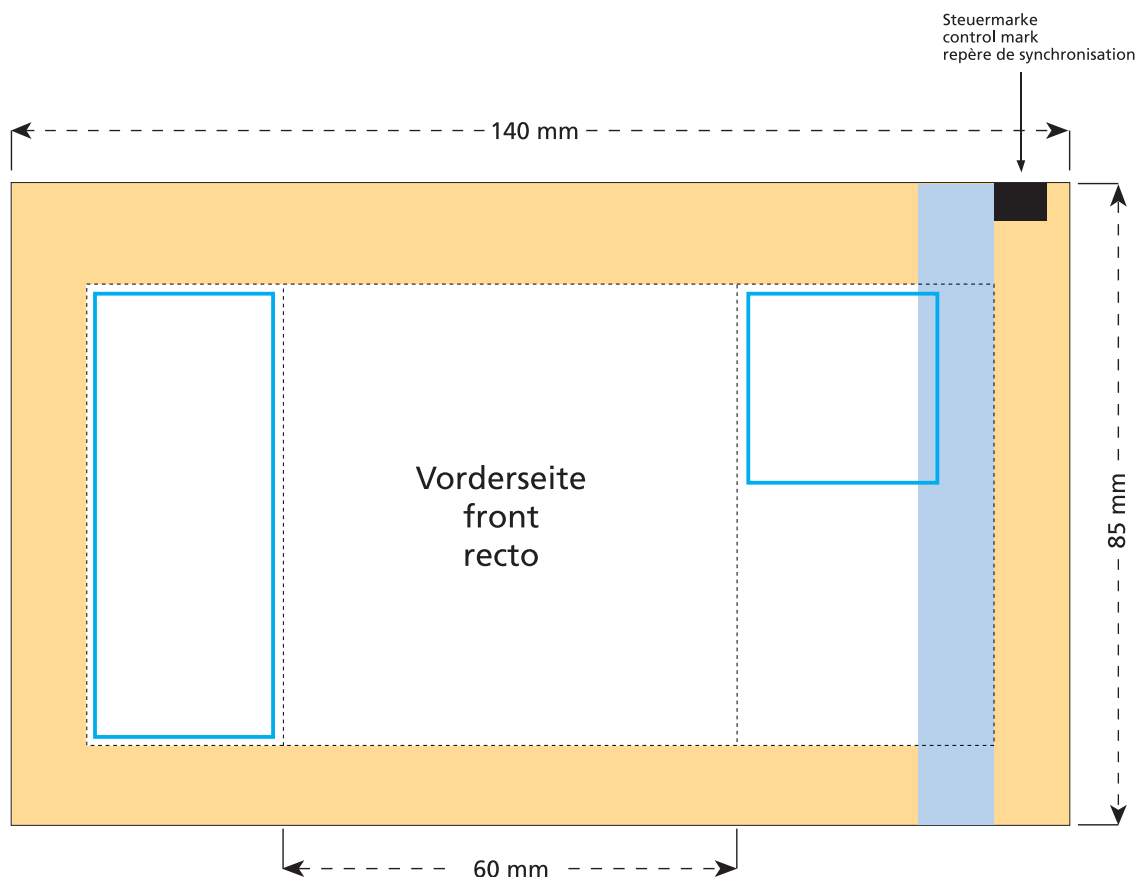 Steuermarke
control mark
repère de synchronisation
140 mm
Vorderseite
front
recto
85 mm
60 mm